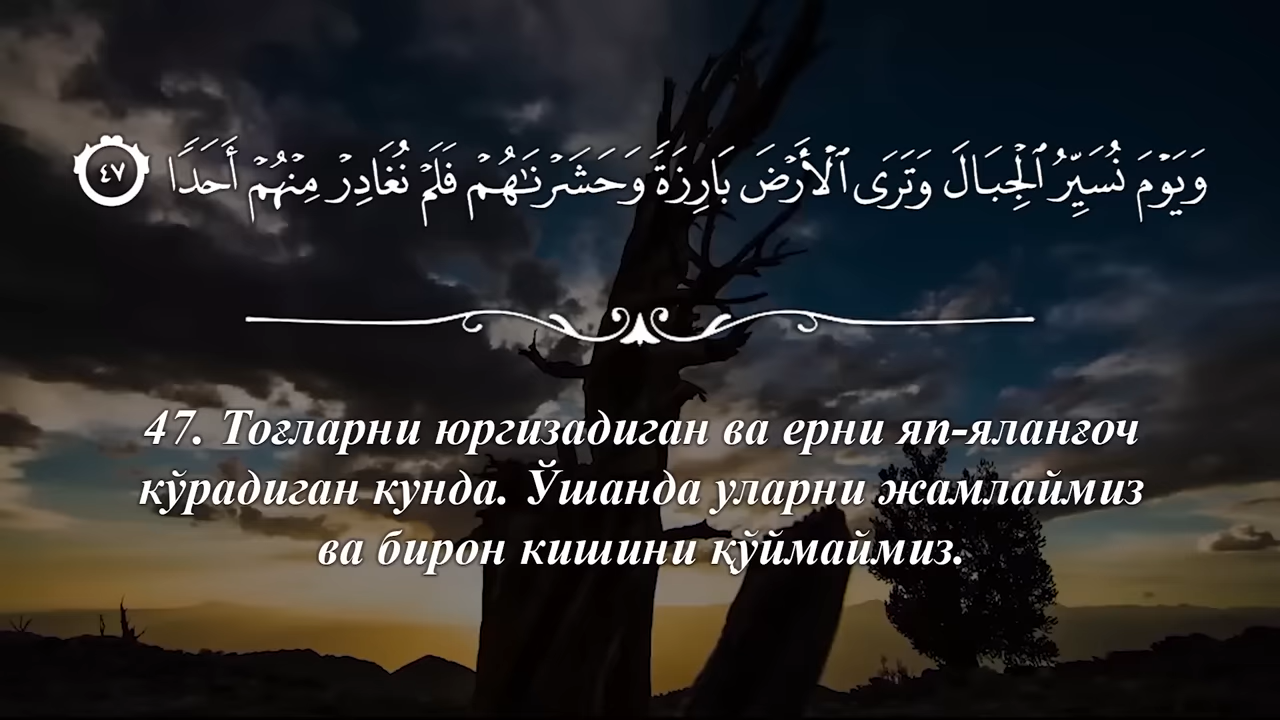 وَيَوْمَ نُسَيِّرُ ٱلْجِبَالَ وَتَرَى ٱلْأَرْضَ بَارِزَةً وَحَشَرْنَـٰهُمْ فَلَمْ نُغَادِرْ مِنْهُمْ أَحَدًا ٤٧
47. Тоғларни юргизадиган ва ерни яп-яланғоч
кўрадиган кунда. Ўшанда уларни жамлаймиз
ва бирон кишини қўймаймиз.